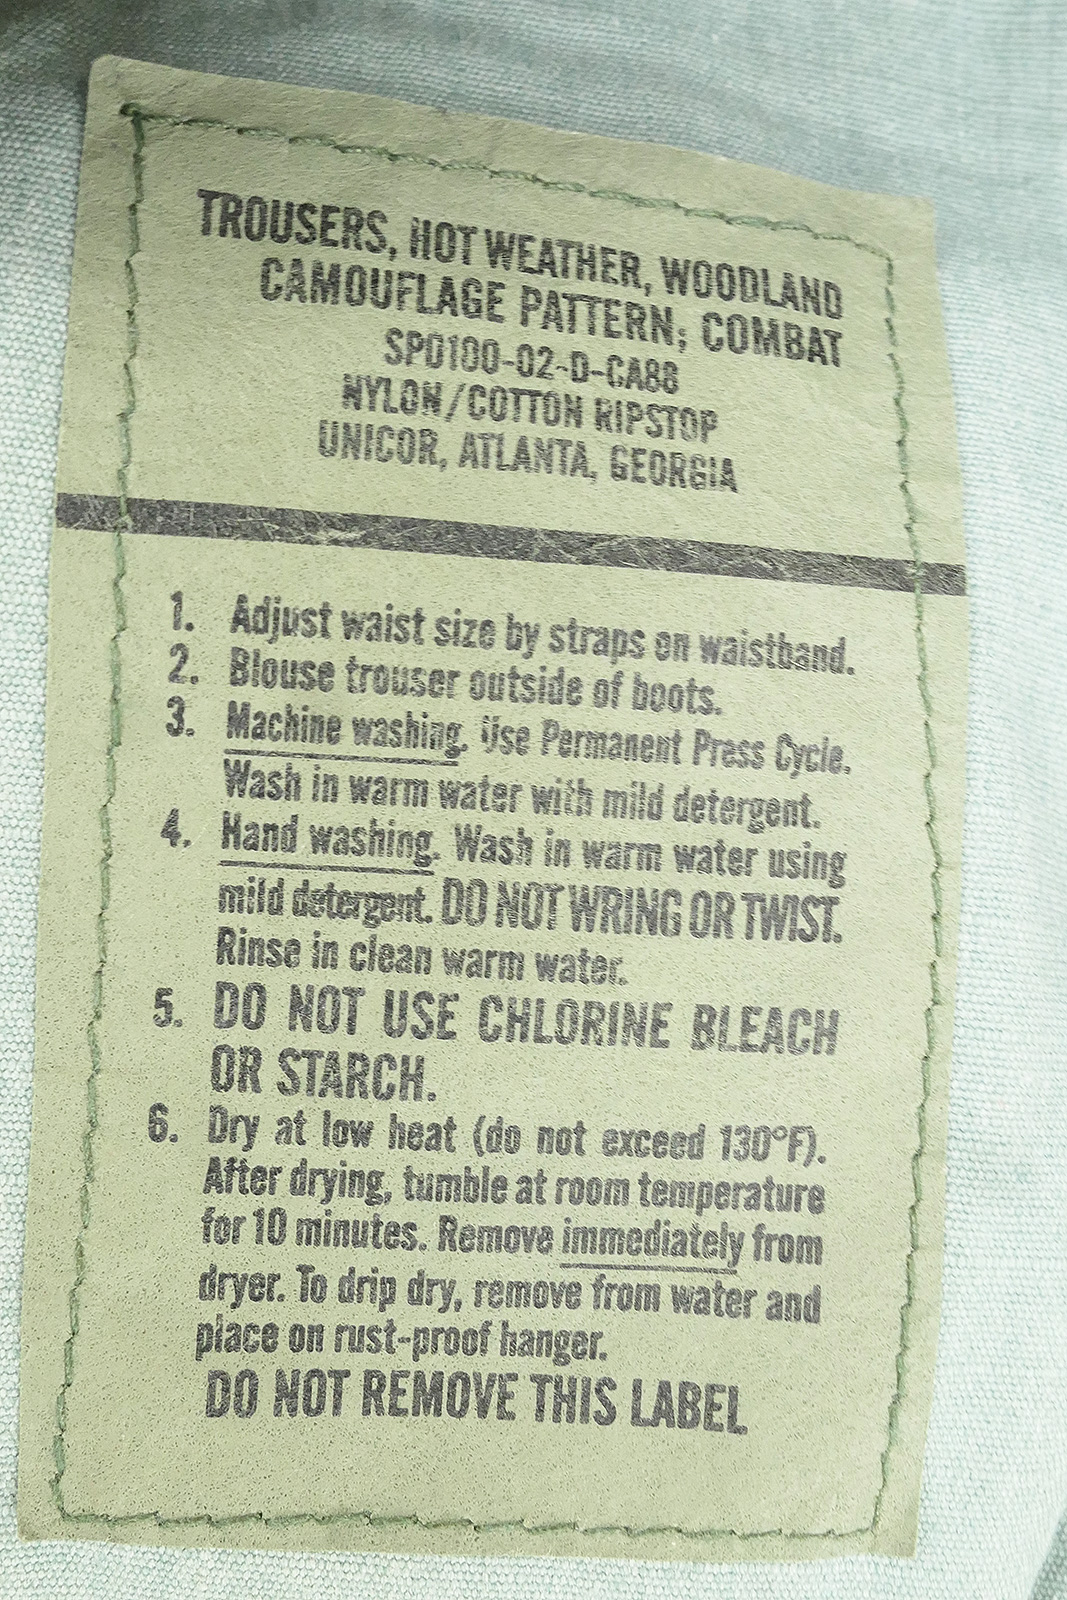 TROUSERS, HOT WEATHER, WOODLAND
CAMOUFLAGE PATTERN; COMBAT
SPO100-02-D-CA88
NYLON/COTTON RIPSTOP
UNICOR, ATLANTA, GEORGIA
1. Adjust waist size by straps on waistband.
2. Blouse trouser outside of boots.
3. Machine washing. Use Permanent Press Cycle.
Wash in warm water with mild detergent.
4. Hand washing. Wash in warm water using
mild detergent. DO NOT WRING OR TWIST.
Rinse in clean warm water.
5. DO NOT USE CHLORINE BLEACH
OR STARCH.
6. Dry at low heat (do not exceed 130°F).
After drying, tumble at room temperature
for 10 minutes. Remove immediately from
dryer. To drip dry, remove from water and
place on rust-proof hanger.
DO NOT REMOVE THIS LABEL